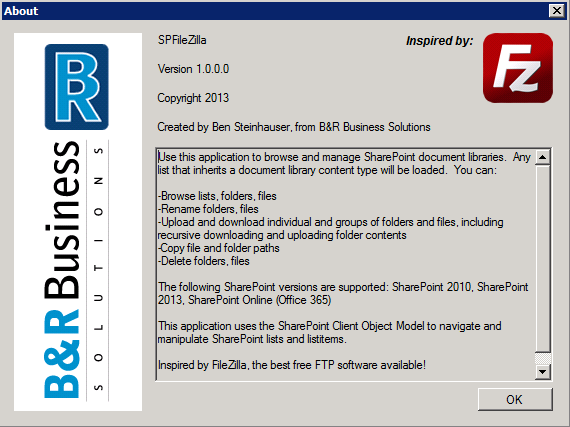 About
BR
B&R Business
SOLUTIONS
SPFileZilla
Inspired by:
FZ
Version 1.0.0.0
Copyright 2013
Created by Ben Steinhauser, from B&R Business Solutions
Use this application to browse and manage SharePoint document libraries.  Any
list that inherits a document library content type will be loaded.  You can:
-Browse lists, folders, files
-Rename folders, files
-Upload and download individual and groups of folders and files, including
recursive downloading and uploading folder contents
-Copy file and folder paths
-Delete folders, files
The following SharePoint versions are supported: SharePoint 2010, SharePoint
2013, SharePoint Online (Office 365)
This application uses the SharePoint Client Object Model to navigate and
manipulate SharePoint lists and listitems.
Inspired by FileZilla, the best free FTP software available!
OK